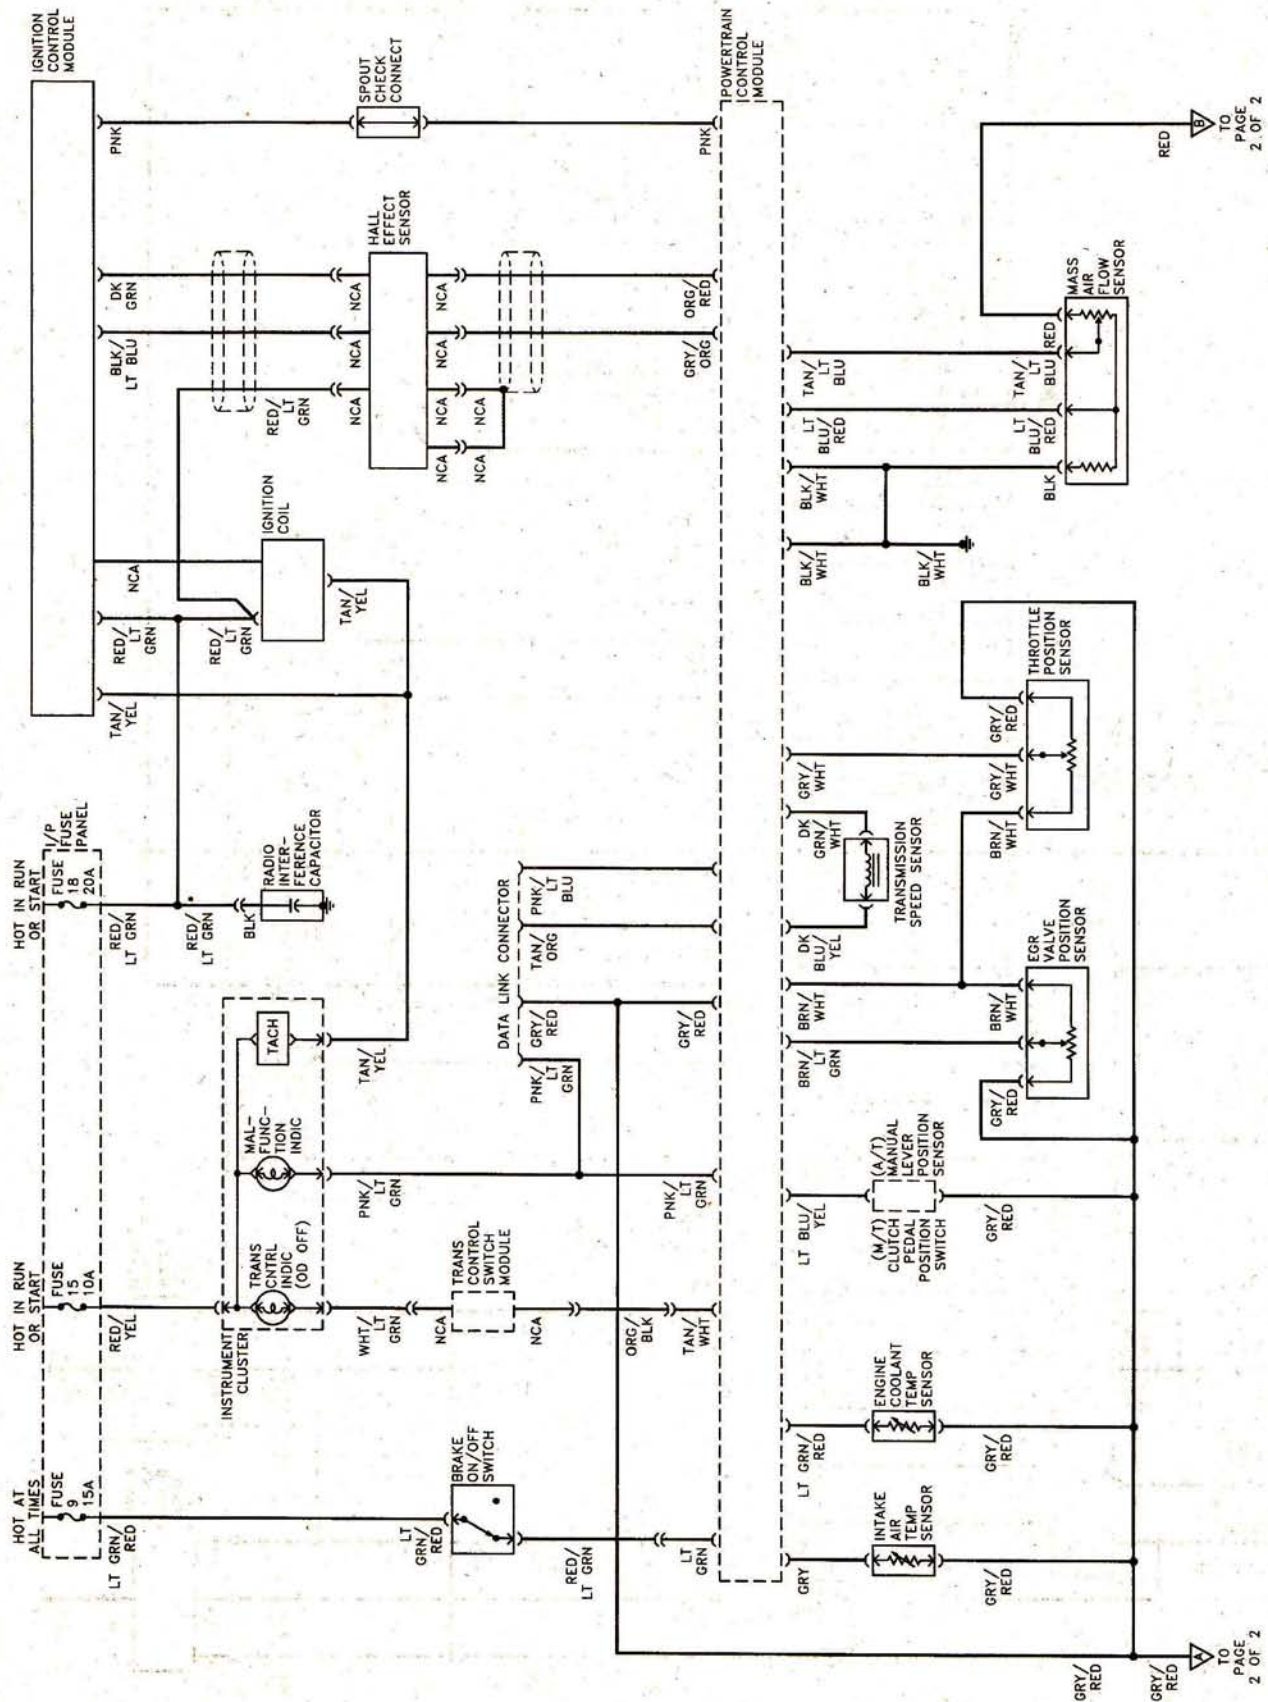 IGNITION
CONTROL
MODULE
PNK
SPOUT
CHECK
CONNECT
PNK
POWERTRAIN
CONTROL
MODULE
DK
GRN
BLK/
LT BLU
RED/
LT
GRN
NCA
NCA
NCA
HALL
EFFECT
SENSOR
NCA
NCA
NCA
NCA
NCA
NCA
ORG/
RED
GRY/
ORG
NCA
RED/
LT
GRN
RED/
LT
GRN
IGNITION
COIL
TAN/
YEL
TAN/
YEL
HOT IN RUN
OR START
I/P
FUSE
PANEL
FUSE
18
20A
RED/
LT GRN
RED/
LT GRN
BLK
RADIO
INTER-
FERENCE
CAPACITOR
TACH
TAN/
YEL
MAL-
FUNC-
TION
INDIC
PNK/
LT
GRN
DATA LINK CONNECTOR
PNK/
LT
BLU
TAN/
ORG
GRY/
RED
PNK/
LT
GRN
GRY/
RED
PNK/
LT
GRN
HOT IN RUN
OR START
FUSE
15
10A
RED/
YEL
INSTRUMENT
CLUSTER
TRANS
CNTRL
INDIC
(OD OFF)
WHT/
LT
GRN
NCA
TRANS
CONTROL
SWITCH
MODULE
NCA
ORG/
BLK
TAN/
WHT
HOT AT
ALL TIMES
FUSE
9
15A
LT GRN/
RED
LT
GRN/
RED
BRAKE
ON/OFF
SWITCH
RED/
LT GRN
LT
GRN
TAN/
LT
BLU
LT
BLU/
RED
BLK/
WHT
BLK/
WHT
BLK/
WHT
RED
TAN/
LT
BLU
LT
BLU/
RED
BLK
MASS
AIR
FLOW
SENSOR
RED
B
TO
PAGE
2 OF 2
GRY/
WHT
DK
GRN/
WHT
TRANSMISSION
SPEED SENSOR
DK
BLU/
YEL
GRY/
RED
GRY/
WHT
BRN/
WHT
THROTTLE
POSITION
SENSOR
BRN/
WHT
BRN/
LT
GRN
BRN/
WHT
GRY/
RED
EGR
VALVE
POSITION
SENSOR
LT BLU/
YEL
(A/T)
MANUAL
LEVER
POSITION
SENSOR
(M/T)
CLUTCH
PEDAL
POSITION
SWITCH
GRY/
RED
LT GRN/
RED
ENGINE
COOLANT
TEMP
SENSOR
GRY/
RED
GRY
INTAKE
AIR
TEMP
SENSOR
GRY/
RED
GRY/
RED
GRY/
RED
A
TO
PAGE
2 OF 2